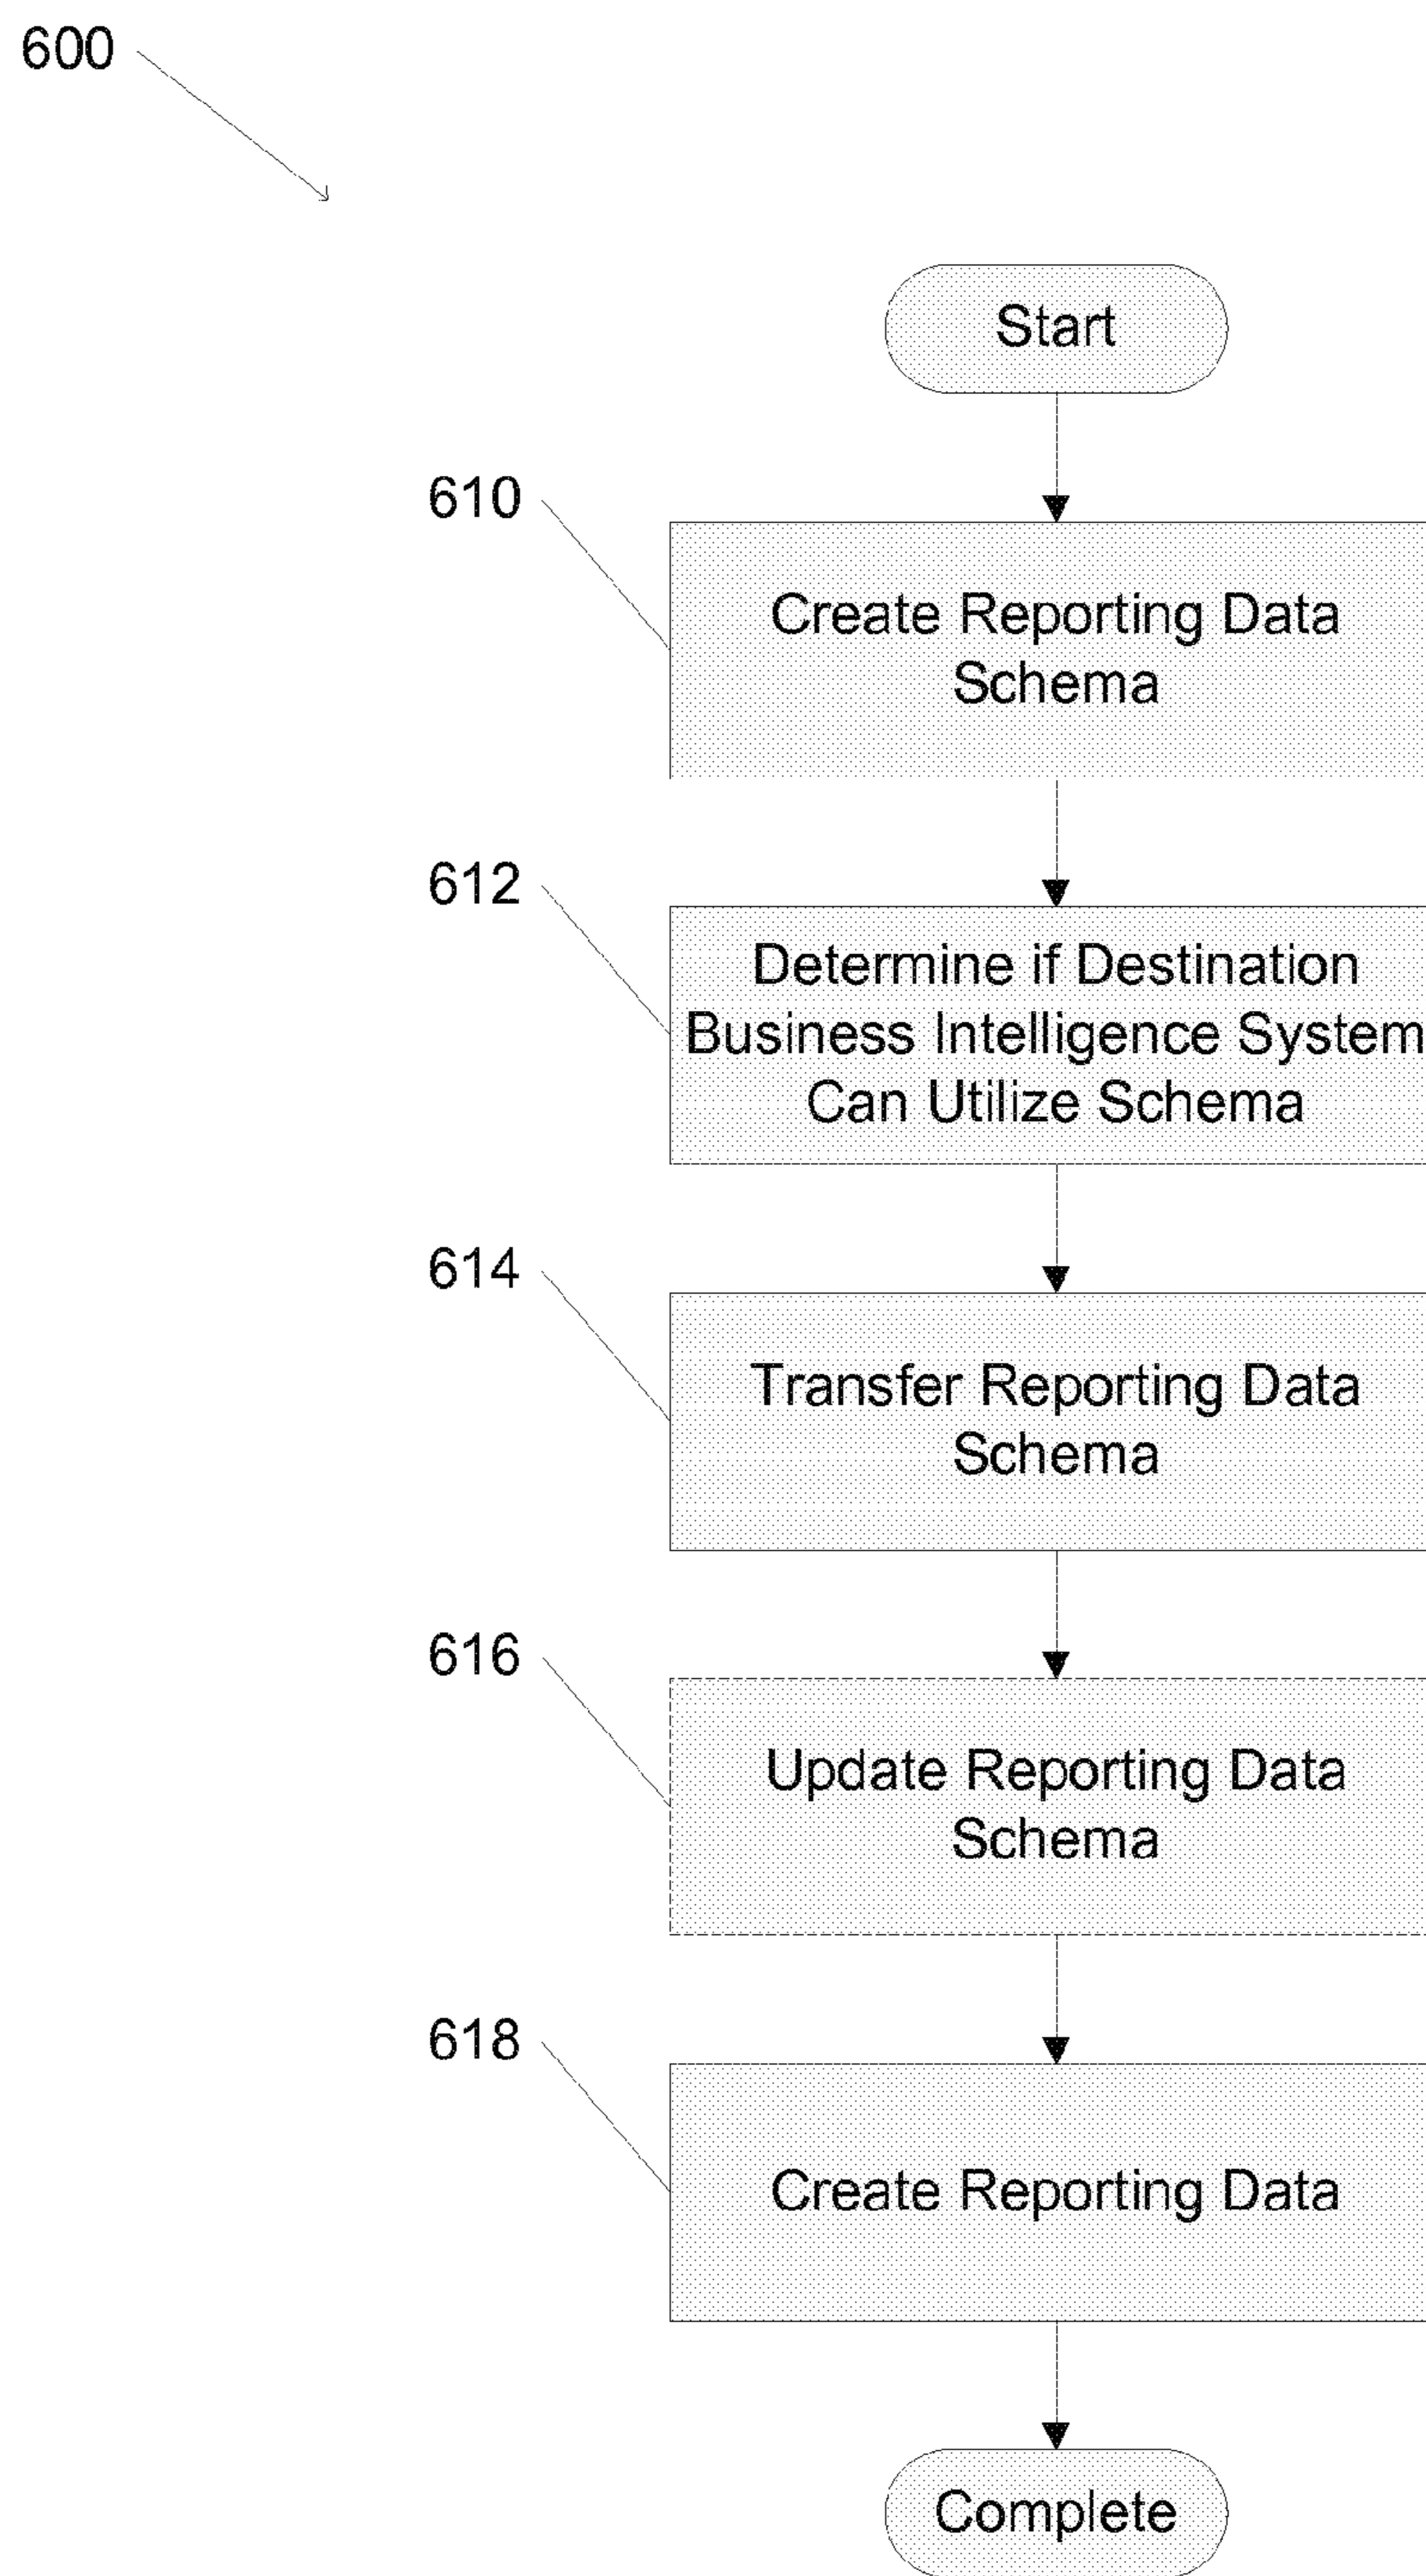 600
Start
610
Create Reporting Data
Schema
612
Determine if Destination
Business Intelligence System
Can Utilize Schema
614
Transfer Reporting Data
Schema
616
Update Reporting Data
Schema
618
Create Reporting Data
Complete